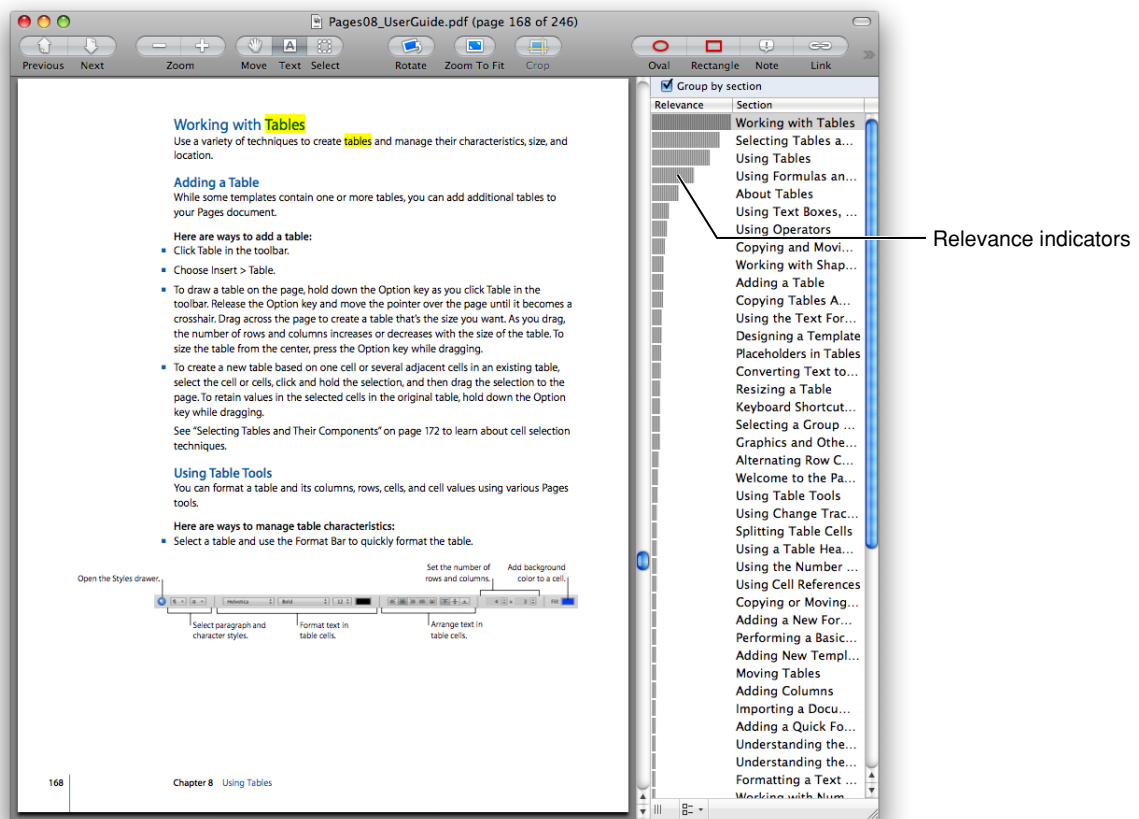 Pages08_UserGuide.pdf (page 168 of 246)
Previous Next Zoom Move Text Select Rotate Zoom To Fit Crop Oval Rectangle Note Link
Working with Tables
Use a variety of techniques to create tables and manage their characteristics, size, and
location.
Adding a Table
While some templates contain one or more tables, you can add additional tables to
your Pages document.
Here are ways to add a table:
Click Table in the toolbar.
Choose Insert > Table.
To draw a table on the page, hold down the Option key as you click Table in the
toolbar. Release the Option key and move the pointer over the page until it becomes a
crosshair. Drag across the page to create a table that's the size you want. As you drag,
the number of rows and columns increases or decreases with the size of the table. To
size the table from the center, press the Option key while dragging.
To create a new table based on one cell or several adjacent cells in an existing table,
select the cell or cells, click and hold the selection, and then drag the selection to the
page. To retain values in the selected cells in the original table, hold down the Option
key while dragging.
See "Selecting Tables and Their Components" on page 172 to learn about cell selection
techniques.
Using Table Tools
You can format a table and its columns, rows, cells, and cell values using various Pages
tools.
Here are ways to manage table characteristics:
Select a table and use the Format Bar to quickly format the table.
Open the Styles drawer.
Set the number of
rows and columns.
Add background
color to a cell.
Helvetica Bold 12 4 x 3 Fill:
Select paragraph and
character styles.
Format text in
table cells.
Arrange text in
table cells.
168 Chapter 8 Using Tables
Group by section
Relevance Section
Working with Tables
Selecting Tables a...
Using Tables
Using Formulas an...
About Tables
Using Text Boxes, ...
Using Operators
Copying and Movi...
Working with Shap...
Adding a Table
Copying Tables A...
Using the Text For...
Designing a Template
Placeholders in Tables
Converting Text to...
Resizing a Table
Keyboard Shortcut...
Selecting a Group ...
Graphics and Othe...
Alternating Row C...
Welcome to the Pa...
Using Table Tools
Using Change Trac...
Splitting Table Cells
Using a Table Hea...
Using the Number ...
Using Cell References
Copying or Moving...
Adding a New For...
Performing a Basic...
Adding New Templ...
Moving Tables
Adding Columns
Importing a Docu...
Adding a Quick Fo...
Understanding the...
Understanding the...
Formatting a Text ...
Working with Num...
Relevance indicators